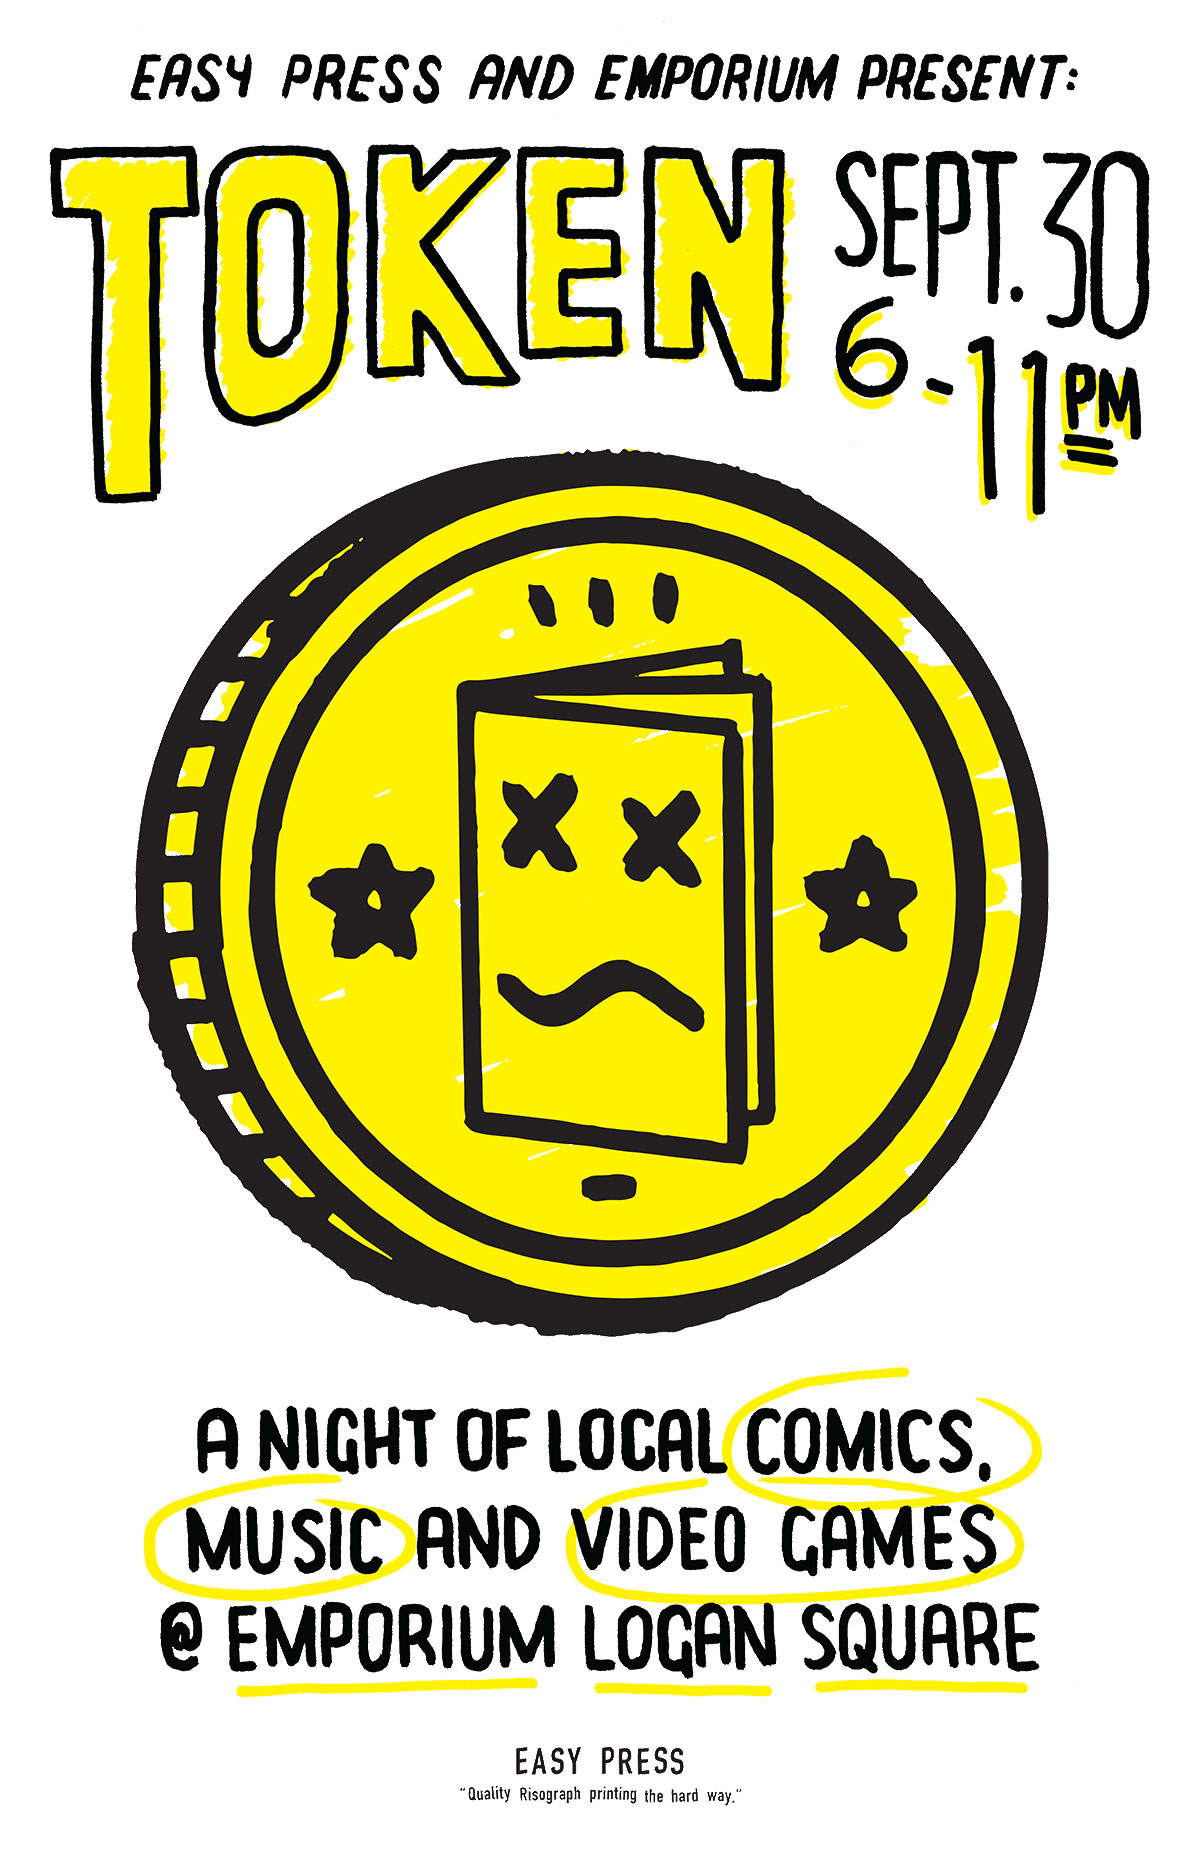 EASY PRESS AND EMPORIUM PRESENT:
TOKEN
SEPT. 30
6-11PM
A NIGHT OF LOCAL COMICS,
MUSIC AND VIDEO GAMES
@ EMPORIUM LOGAN SQUARE
EASY PRESS
"Quality Risograph printing the hard way."